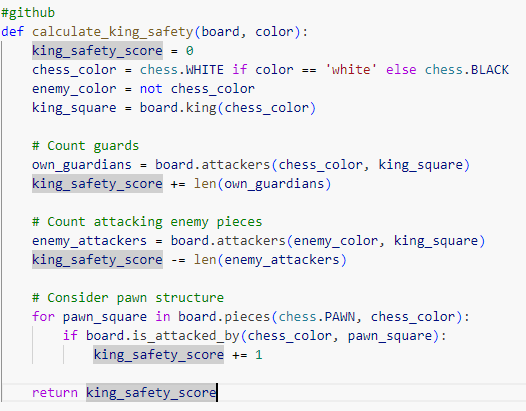 #github
def calculate_king_safety(board, color):
    king_safety_score = 0
    chess_color = chess.WHITE if color == 'white' else chess.BLACK
    enemy_color = not chess_color
    king_square = board.king(chess_color)

    # Count guards
    own_guardians = board.attackers(chess_color, king_square)
    king_safety_score += len(own_guardians)

    # Count attacking enemy pieces
    enemy_attackers = board.attackers(enemy_color, king_square)
    king_safety_score -= len(enemy_attackers)

    # Consider pawn structure
    for pawn_square in board.pieces(chess.PAWN, chess_color):
        if board.is_attacked_by(chess_color, pawn_square):
            king_safety_score += 1

    return king_safety_score